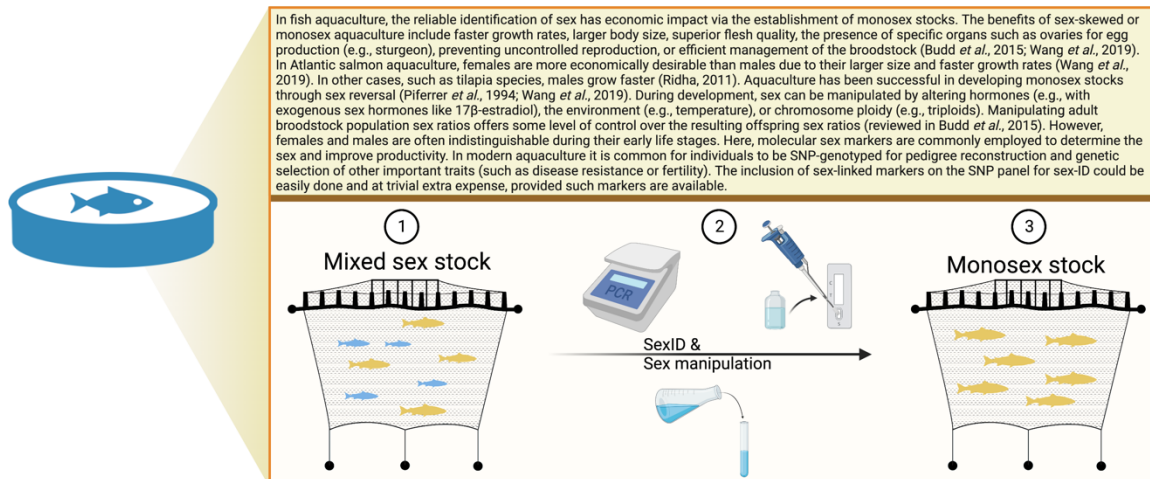 In fish aquaculture, the reliable identification of sex has economic impact via the establishment of monosex stocks. The benefits of sex-skewed or
monosex aquaculture include faster growth rates, larger body size, superior flesh quality, the presence of specific organs such as ovaries for egg
production (e.g., sturgeon), preventing uncontrolled reproduction, or efficient management of the broodstock (Budd et al., 2015; Wang et al., 2019).
In Atlantic salmon aquaculture, females are more economically desirable than males due to their larger size and faster growth rates (Wang et al.,
2019). In other cases, such as tilapia species, males grow faster (Ridha, 2011). Aquaculture has been successful in developing monosex stocks
through sex reversal (Piferrer et al., 1994; Wang et al., 2019). During development, sex can be manipulated by altering hormones (e.g., with
exogenous sex hormones like 17β-estradiol), the environment (e.g., temperature), or chromosome ploidy (e.g., triploids). Manipulating adult
broodstock population sex ratios offers some level of control over the resulting offspring sex ratios (reviewed in Budd et al., 2015). However,
females and males are often indistinguishable during their early life stages. Here, molecular sex markers are commonly employed to determine the
sex and improve productivity. In modern aquaculture it is common for individuals to be SNP-genotyped for pedigree reconstruction and genetic
selection of other important traits (such as disease resistance or fertility). The inclusion of sex-linked markers on the SNP panel for sex-ID could be
easily done and at trivial extra expense, provided such markers are available.
1
Mixed sex stock
2
PCR
SexID &
Sex manipulation
3
Monosex stock